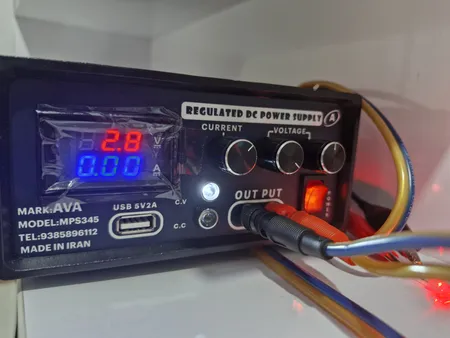 REGULATED DC POWER SUPPLY A
CURRENT
VOLTAGE
2.8 V
0.00 A
C.V
OUT PUT
MARK:AVA
USB 5V2A
MODEL:MPS345
C.C
TEL:9385896112
MADE IN IRAN